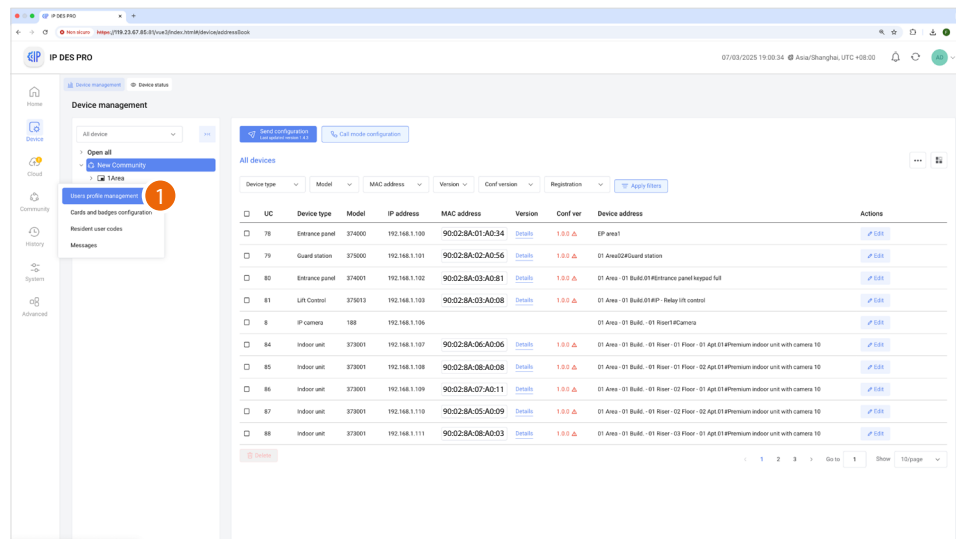 IP DES PRO
Non sicuro https://119.23.67.85:81/vue3/index.html#/device/addressBook
IP IP DES PRO
07/03/2025 19:00:34 Asia/Shanghai, UTC +08:00 AD
Home
Device
Cloud
Community
History
System
Advanced
Device management Device status
Device management
All device
Open all
New Community
1Area
Users profile management 1
Cards and badges configuration
Resident user codes
Messages
Send configuration
Call mode configuration
All devices
Device type Model MAC address Version Conf version Registration Apply filters
UC Device type Model IP address MAC address Version Conf ver Device address Actions
78 Entrance panel 374000 192.168.1.100 90:02:8A:01:A0:34 Details 1.0.0 EP area1 Edit
79 Guard station 375000 192.168.1.101 90:02:8A:02:A0:56 Details 1.0.0 01 Area02#Guard station Edit
80 Entrance panel 374001 192.168.1.102 90:02:8A:03:A0:81 Details 1.0.0 01 Area - 01 Build.01#Entrance panel keypad full Edit
81 Lift Control 375013 192.168.1.103 90:02:8A:03:A0:08 Details 1.0.0 01 Area - 01 Build.01#IP - Relay lift control Edit
8 IP camera 188 192.168.1.106 01 Area - 01 Build. - 01 Riser1#Camera Edit
84 Indoor unit 373001 192.168.1.107 90:02:8A:06:A0:06 Details 1.0.0 01 Area - 01 Build. - 01 Riser - 01 Floor - 01 Apt.01#Premium indoor unit with camera 10 Edit
85 Indoor unit 373001 192.168.1.108 90:02:8A:08:A0:08 Details 1.0.0 01 Area - 01 Build. - 01 Riser - 01 Floor - 02 Apt.01#Premium indoor unit with camera 10 Edit
86 Indoor unit 373001 192.168.1.109 90:02:8A:07:A0:11 Details 1.0.0 01 Area - 01 Build. - 01 Riser - 02 Floor - 01 Apt.01#Premium indoor unit with camera 10 Edit
87 Indoor unit 373001 192.168.1.110 90:02:8A:05:A0:09 Details 1.0.0 01 Area - 01 Build. - 01 Riser - 02 Floor - 02 Apt.01#Premium indoor unit with camera 10 Edit
88 Indoor unit 373001 192.168.1.111 90:02:8A:08:A0:03 Details 1.0.0 01 Area - 01 Build. - 01 Riser - 03 Floor - 01 Apt.01#Premium indoor unit with camera 10 Edit
Delete
1 2 3 Go to 1 Show 10/page